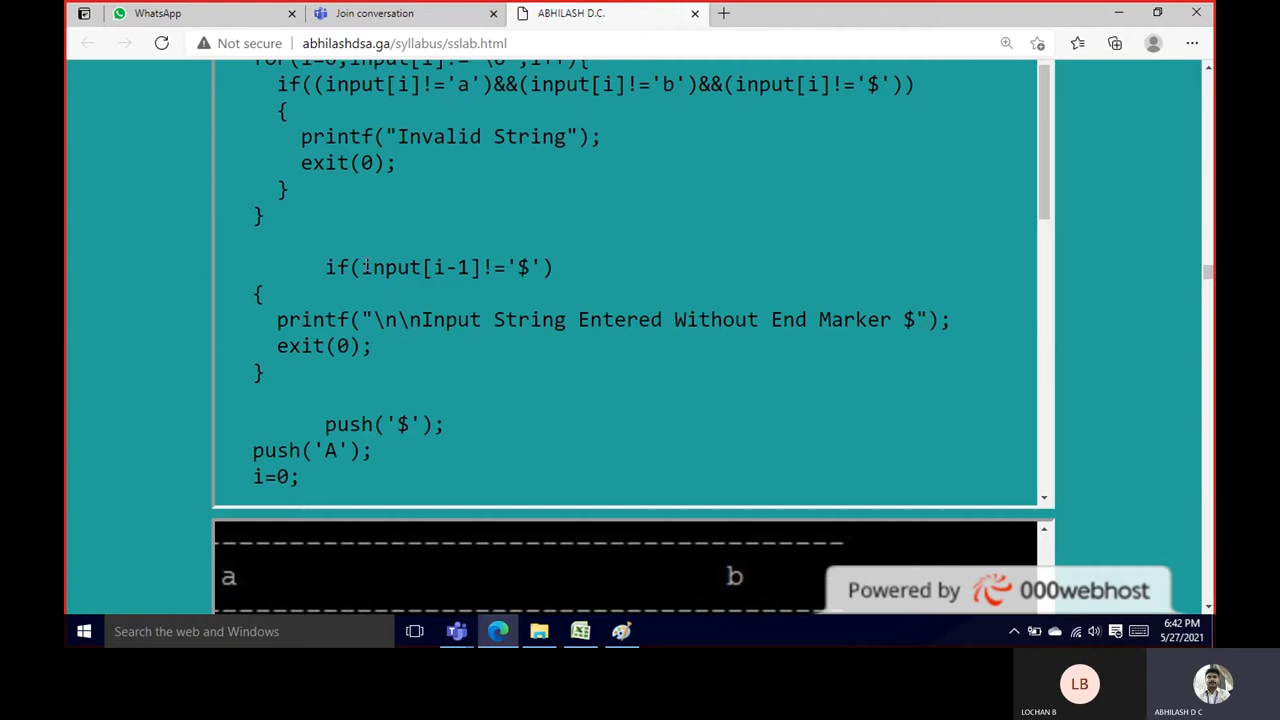 WhatsApp
Join conversation
ABHILASH D.C.
Not secure
abhilashdsa.ga/syllabus/sslab.html
if((input[i]!='a')&&(input[i]!='b')&&(input[i]!='$'))
{
printf("Invalid String");
exit(0);
}
}
if(input[i-1]!='$')
{
printf("\n\nInput String Entered Without End Marker $");
exit(0);
}
push('$');
push('A');
i=0;
a b
Powered by 000webhost
Search the web and Windows
6:42 PM
5/27/2021
LB
LOCHAN B
ABHILASH D C